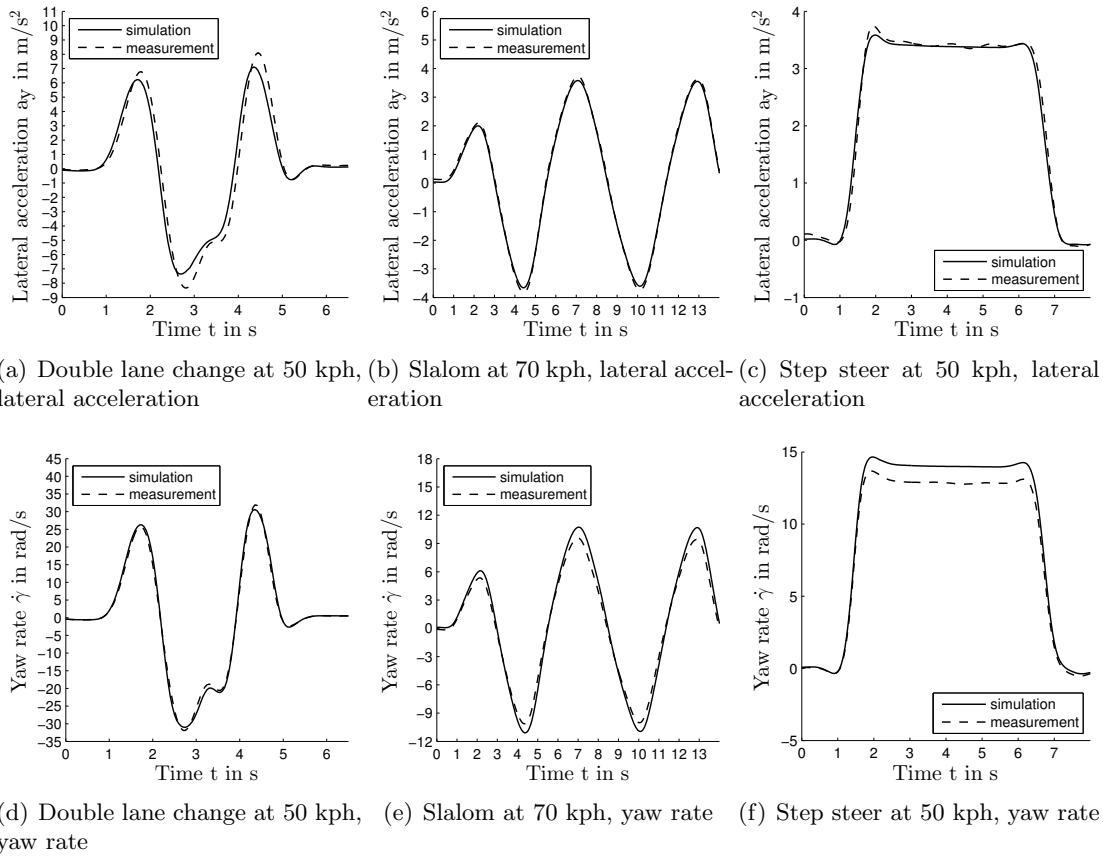 11
10
9
8
7
6
5
4
3
2
1
0
−1
−2
−3
−4
−5
−6
−7
−8
−9
0 1 2 3 4 5 6
Lateral acceleration ay in m/s²
Time t in s
simulation
measurement
6
4
2
0
−2
−4
−6
0 1 2 3 4 5 6 7 8 9 10 11 12 13
Lateral acceleration ay in m/s²
Time t in s
simulation
measurement
4
3
2
1
0
−1
0 1 2 3 4 5 6 7
Lateral acceleration ay in m/s²
Time t in s
simulation
measurement
(a) Double lane change at 50 kph,
lateral acceleration
(b) Slalom at 70 kph, lateral accel-
eration
(c) Step steer at 50 kph, lateral
acceleration
45
40
35
30
25
20
15
10
5
0
−5
−10
−15
−20
−25
−30
−35
0 1 2 3 4 5 6
Yaw rate γ̇ in rad/s
Time t in s
simulation
measurement
18
15
12
9
6
3
0
−3
−6
−9
−12
0 1 2 3 4 5 6 7 8 9 10 11 12 13
Yaw rate γ̇ in rad/s
Time t in s
simulation
measurement
15
10
5
0
−5
0 1 2 3 4 5 6 7
Yaw rate γ̇ in rad/s
Time t in s
simulation
measurement
(d) Double lane change at 50 kph,
yaw rate
(e) Slalom at 70 kph, yaw rate
(f) Step steer at 50 kph, yaw rate